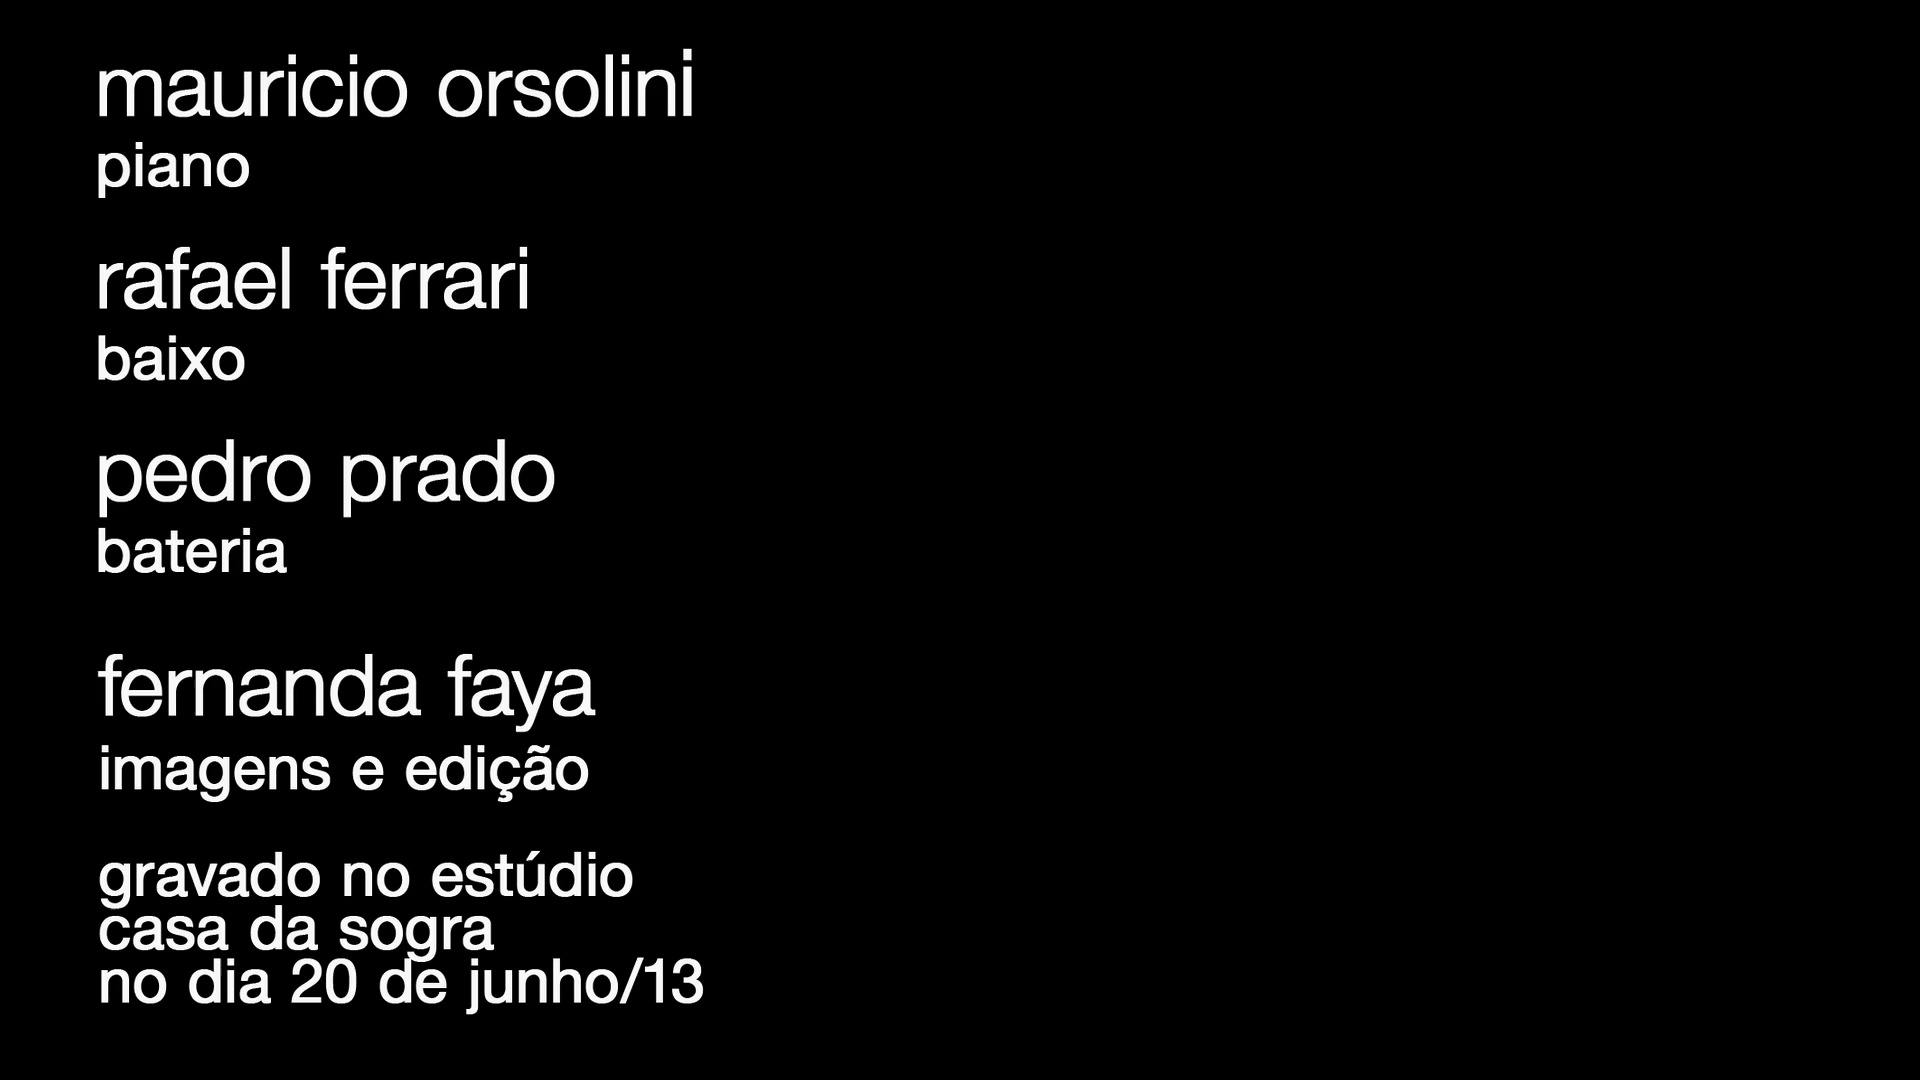 mauricio orsolini
piano
rafael ferrari
baixo
pedro prado
bateria
fernanda faya
imagens e edição
gravado no estúdio
casa da sogra
no dia 20 de junho/13